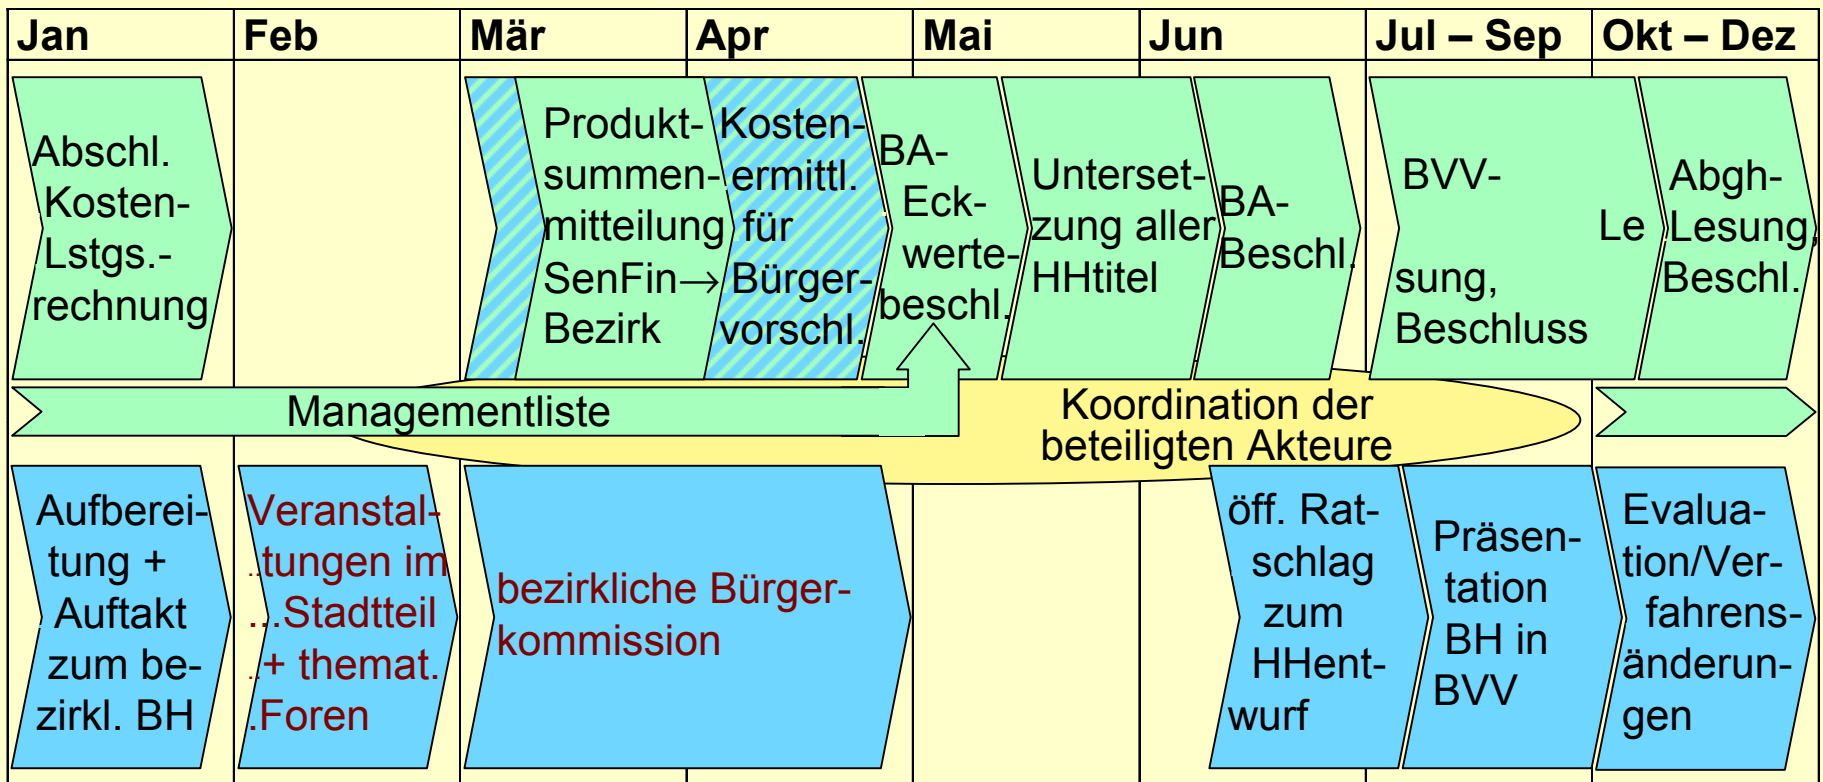 Jan
Feb
Mär
Apr
Mai
Jun
Jul – Sep
Okt – Dez
Abschl.
Kosten-
Lstgs.-
rechnung
Produkt-
summen-
mitteilung
SenFin→
Bezirk
Kosten-
ermittl.
für
Bürger-
vorschl.
BA-
Eck-
werte-
beschl.
Unterset-
zung aller
HHtitel
BA-
Beschl.
BVV-
Le
sung,
Beschluss
Abgh-
Lesung,
Beschl.
Managementliste
Koordination der
beteiligten Akteure
Aufberei-
tung +
Auftakt
zum be-
zirkl. BH
Veranstal-
..tungen im
...Stadtteil
..+ themat.
.Foren
bezirkliche Bürger-
kommission
öff. Rat-
schlag
zum
HHent-
wurf
Präsen-
tation
BH in
BVV
Evalua-
tion/Ver-
fahrens-
änderun-
gen